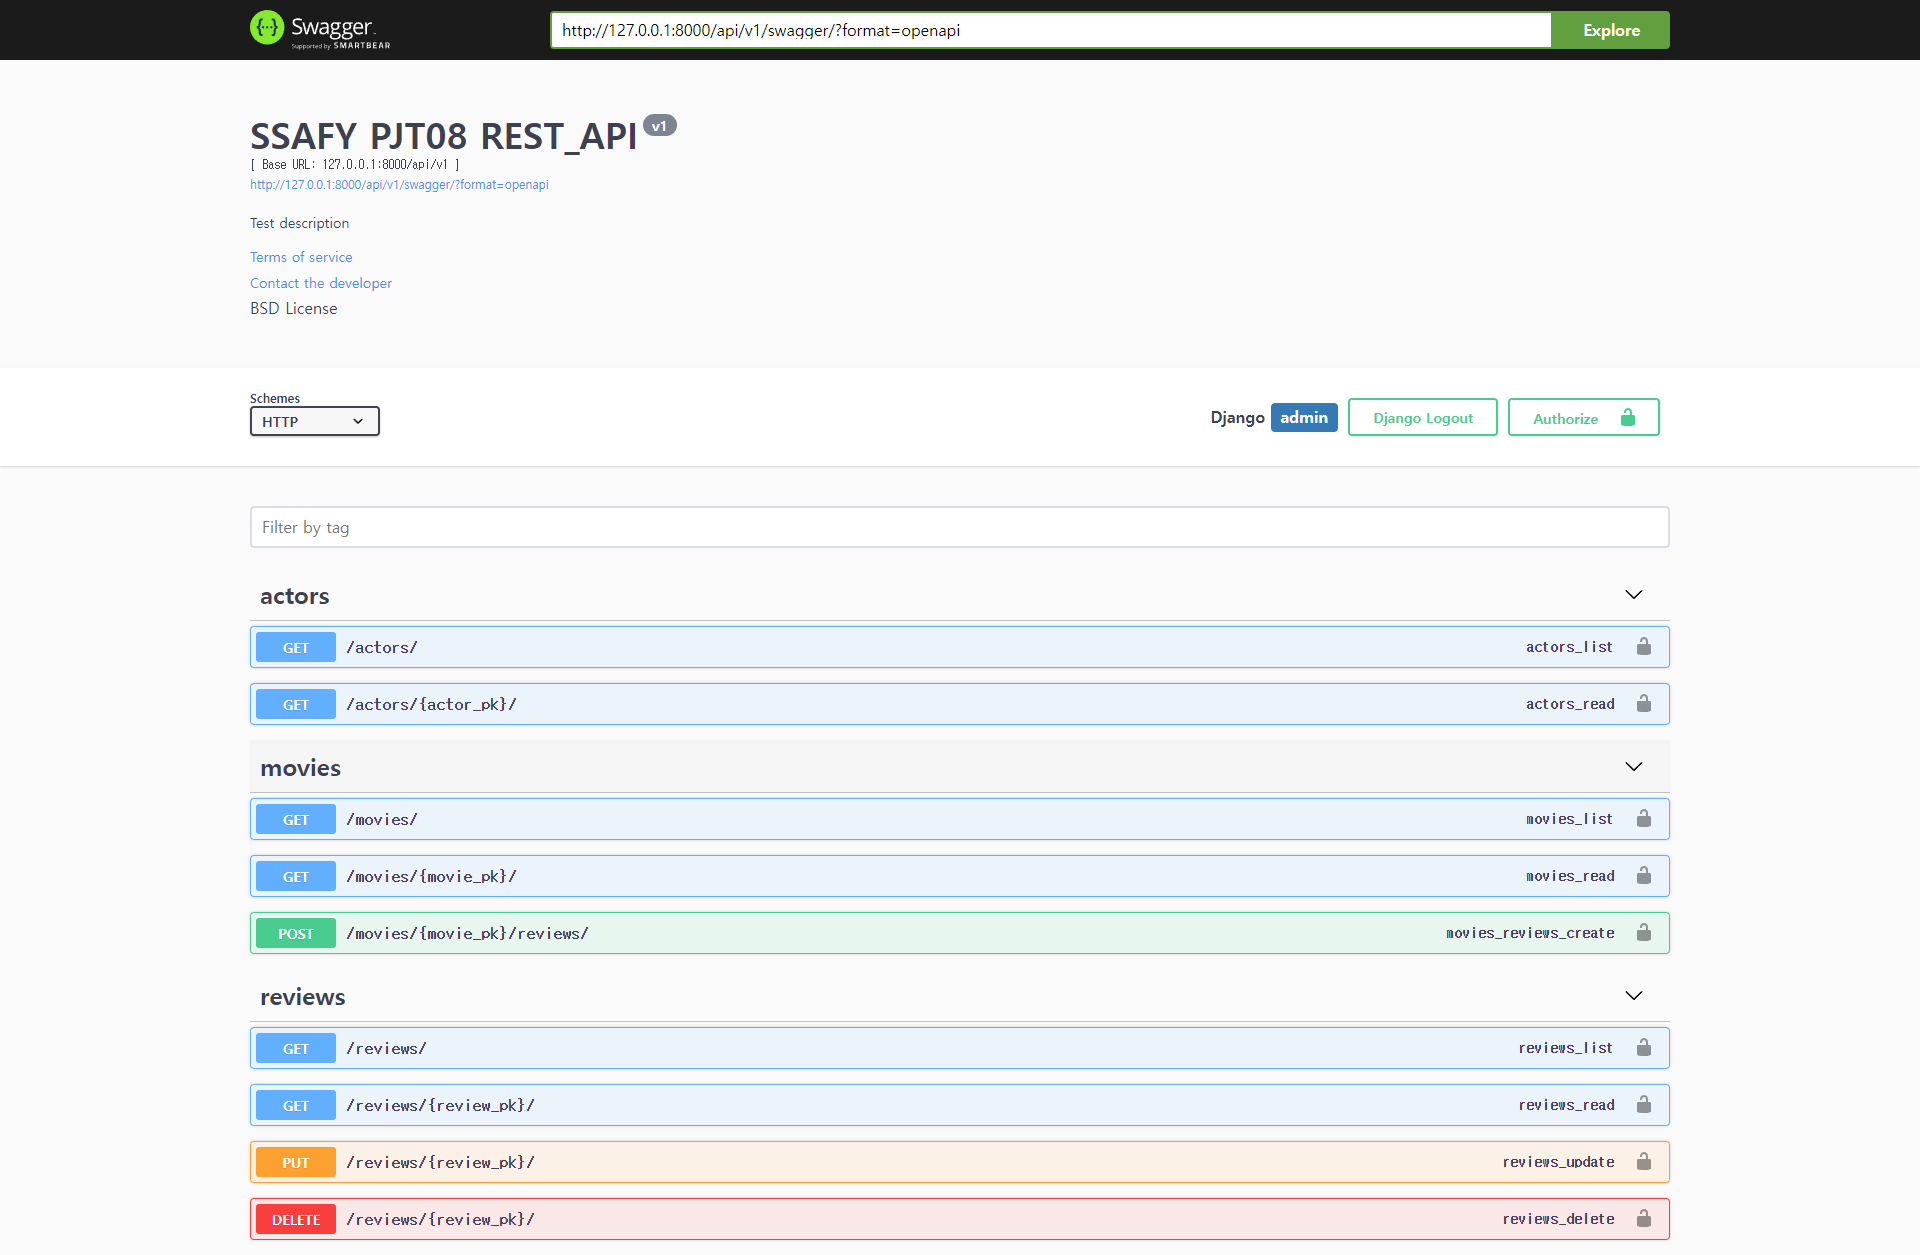 Swagger
Supported by SMARTBEAR
http://127.0.0.1:8000/api/v1/swagger/?format=openapi
Explore
SSAFY PJT08 REST_API v1
[ Base URL: 127.0.0.1:8000/api/v1 ]
http://127.0.0.1:8000/api/v1/swagger/?format=openapi
Test description
Terms of service
Contact the developer
BSD License
Schemes
HTTP
Django admin
Django Logout
Authorize
Filter by tag
actors
GET /actors/ actors_list
GET /actors/{actor_pk}/ actors_read
movies
GET /movies/ movies_list
GET /movies/{movie_pk}/ movies_read
POST /movies/{movie_pk}/reviews/ movies_reviews_create
reviews
GET /reviews/ reviews_list
GET /reviews/{review_pk}/ reviews_read
PUT /reviews/{review_pk}/ reviews_update
DELETE /reviews/{review_pk}/ reviews_delete